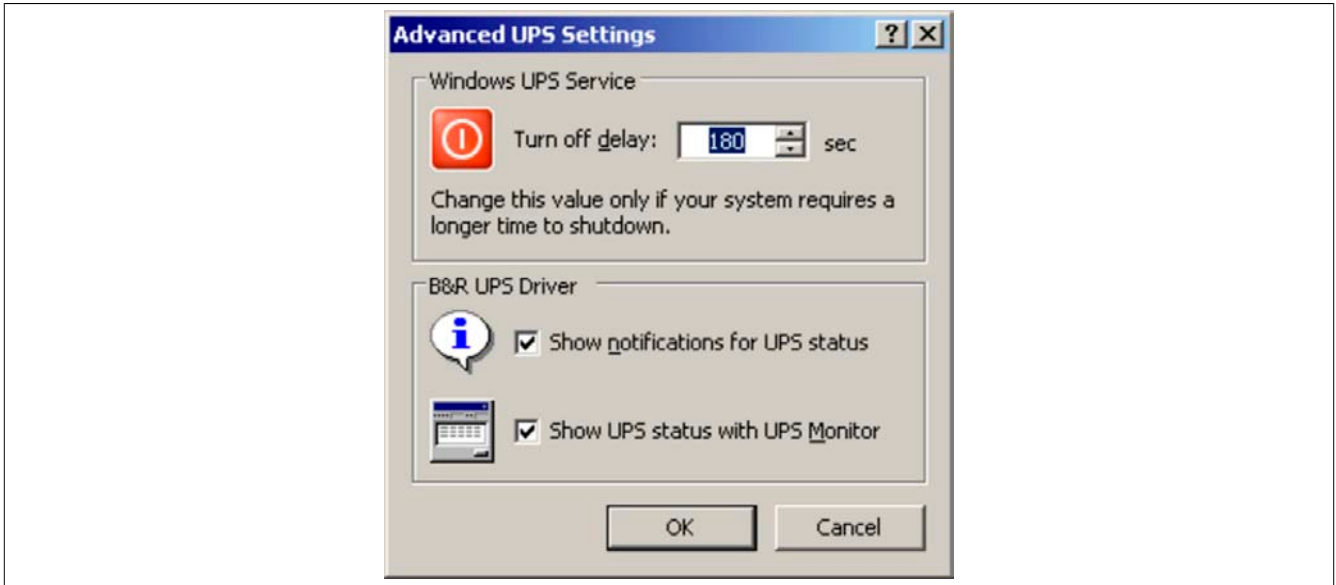 Advanced UPS Settings
Windows UPS Service
Turn off delay: 180 sec
Change this value only if your system requires a
longer time to shutdown.
B&R UPS Driver
Show notifications for UPS status
Show UPS status with UPS Monitor
OK Cancel